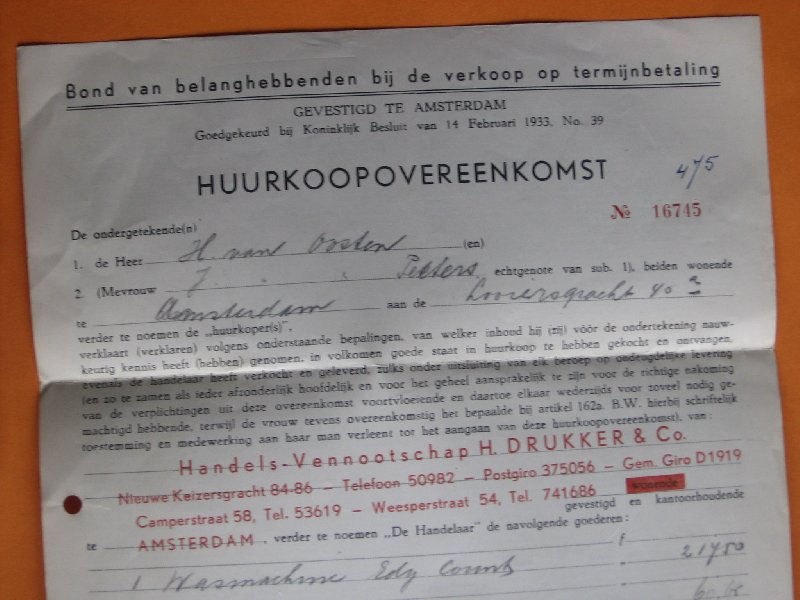 Bond van belanghebbenden bij de verkoop op termijnbetaling
GEVESTIGD TE AMSTERDAM
Goedgekeurd bij Koninklijk Besluit van 14 Februari 1933, No. 39
HUURKOOPOVEREENKOMST
475
№ 16745
De ondergetekende(n)
1. de Heer H. van Oosten (en)
2. (Mevrouw J. " " Petters echtgenote van sub. 1), beiden wonende
te Amsterdam aan de Looiersgracht 40 3
verder te noemen de „huurkoper(s)",
verklaart (verklaren) volgens onderstaande bepalingen, van welker inhoud hij (zij) vóór de ondertekening nauw-
keurig kennis heeft (hebben) genomen, in volkomen goede staat in huurkoop te hebben gekocht en ontvangen,
evenals de handelaar heeft verkocht en geleverd, zulks onder uitsluiting van elk beroep op ondeugdelijke levering
(en zo te zamen als ieder afzonderlijk hoofdelijk en voor het geheel aansprakelijk te zijn voor de richtige nakoming
van de verplichtingen uit deze overeenkomst voortvloeiende en daartoe elkaar wederzijds voor zoveel nodig ge-
machtigd hebbende, terwijl de vrouw tevens overeenkomstig het bepaalde bij artikel 162a. B.W. hierbij schriftelijk
toestemming en medewerking aan haar man verleent tot het aangaan van deze huurkoopovereenkomst), van:
Handels-Vennootschap H. DRUKKER & Co.
Nieuwe Keizersgracht 84-86 – Telefoon 50982 – Postgiro 375056 – Gem. Giro D1919
Camperstraat 58, Tel. 53619 – Weesperstraat 54, Tel. 741686 wonende
gevestigd en kantoorhoudende
te AMSTERDAM, verder te noemen „De Handelaar" de navolgende goederen:
1 Wasmachine Edy f 21750